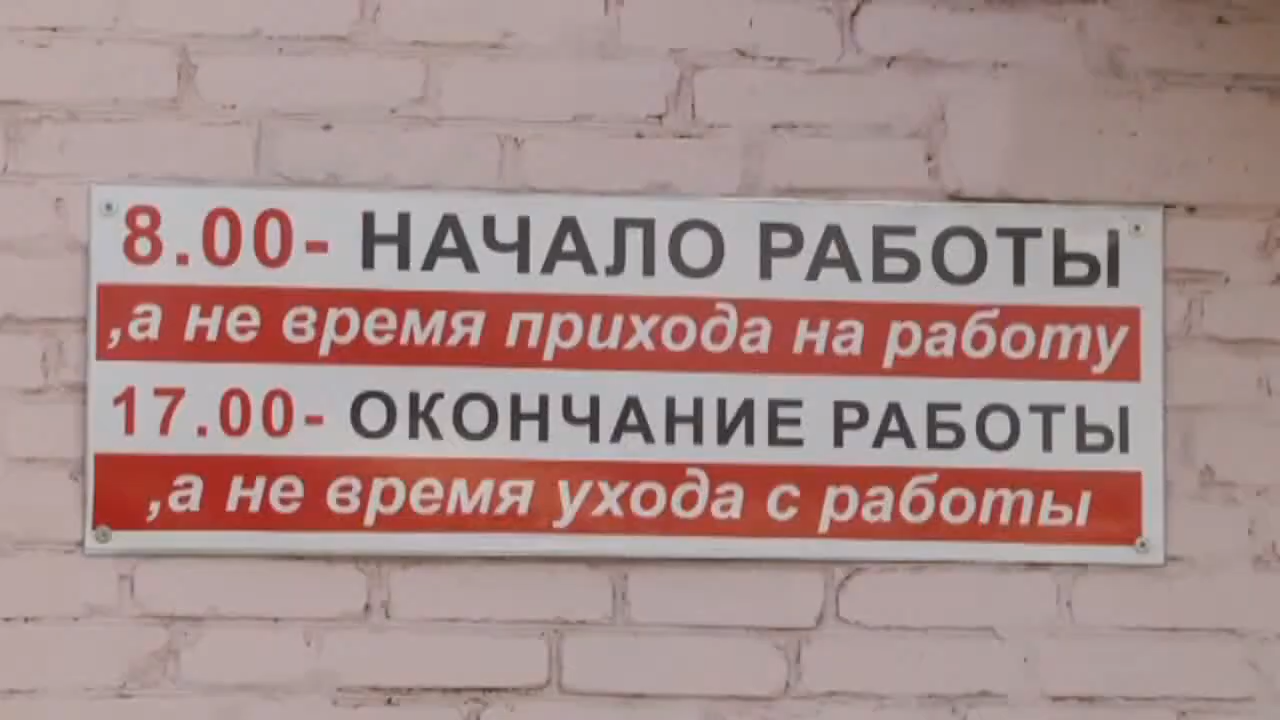 8.00- НАЧАЛО РАБОТЫ
,а не время прихода на работу
17.00- ОКОНЧАНИЕ РАБОТЫ
,а не время ухода с работы